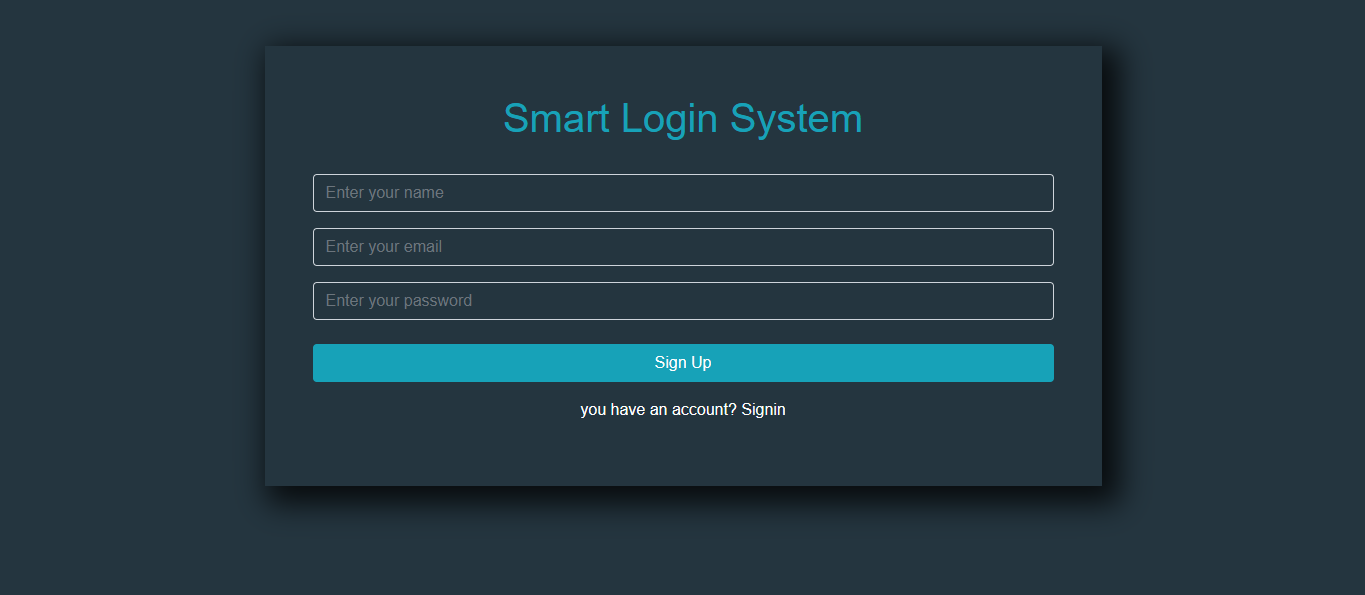 Smart Login System
Enter your name
Enter your email
Enter your password
Sign Up
you have an account? Signin